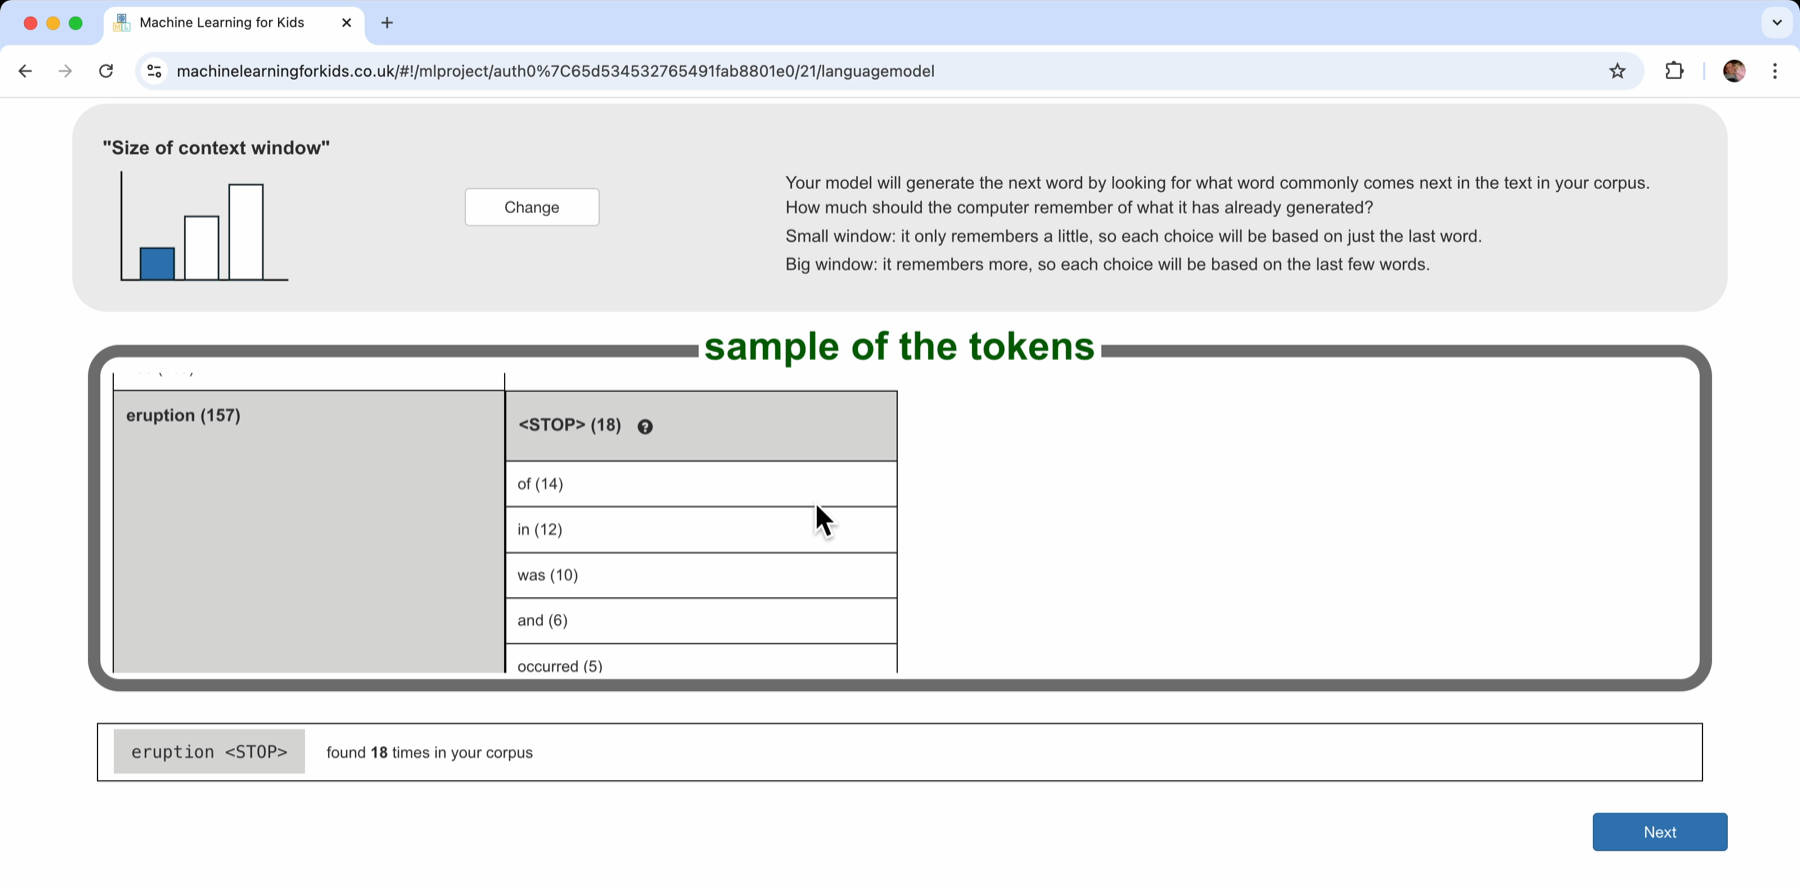 Machine Learning for Kids
machinelearningforkids.co.uk/#!/mlproject/auth0%7C65d534532765491fab8801e0/21/languagemodel
"Size of context window"
Change
Your model will generate the next word by looking for what word commonly comes next in the text in your corpus.
How much should the computer remember of what it has already generated?
Small window: it only remembers a little, so each choice will be based on just the last word.
Big window: it remembers more, so each choice will be based on the last few words.
sample of the tokens
eruption (157)
<STOP> (18)
of (14)
in (12)
was (10)
and (6)
occurred (5)
eruption <STOP> found 18 times in your corpus
Next